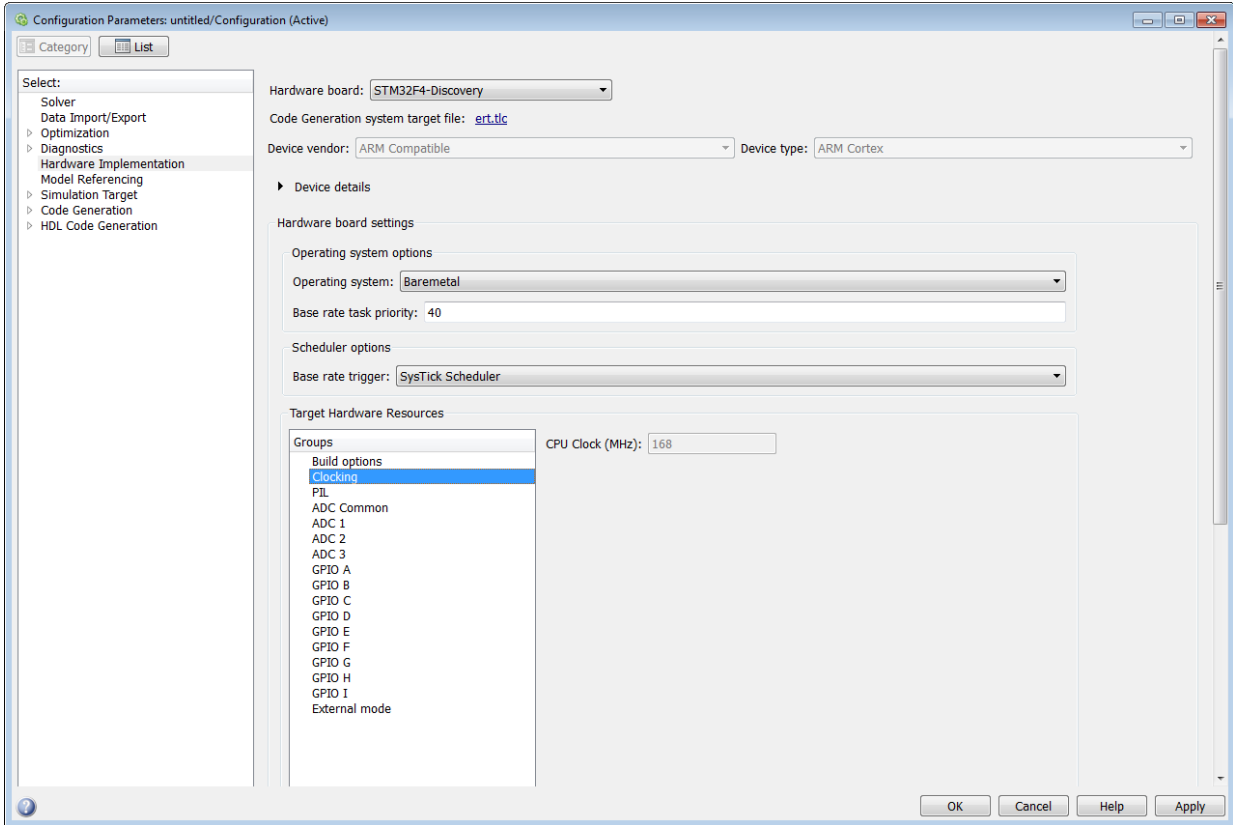 Configuration Parameters: untitled/Configuration (Active)
Category List
Select:
Solver
Data Import/Export
Optimization
Diagnostics
Hardware Implementation
Model Referencing
Simulation Target
Code Generation
HDL Code Generation
Hardware board: STM32F4-Discovery
Code Generation system target file: ert.tlc
Device vendor: ARM Compatible Device type: ARM Cortex
Device details
Hardware board settings
Operating system options
Operating system: Baremetal
Base rate task priority: 40
Scheduler options
Base rate trigger: SysTick Scheduler
Target Hardware Resources
Groups
Build options
Clocking
PIL
ADC Common
ADC 1
ADC 2
ADC 3
GPIO A
GPIO B
GPIO C
GPIO D
GPIO E
GPIO F
GPIO G
GPIO H
GPIO I
External mode
CPU Clock (MHz): 168
OK Cancel Help Apply